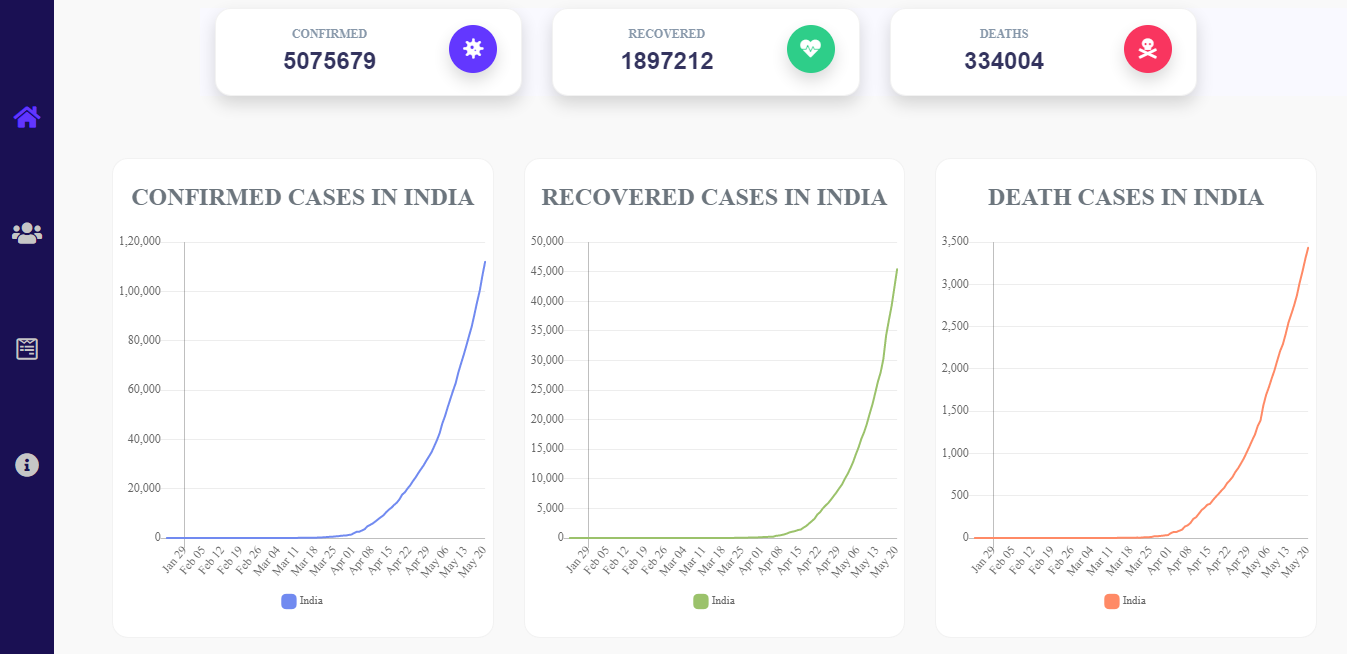 CONFIRMED
5075679
RECOVERED
1897212
DEATHS
334004
CONFIRMED CASES IN INDIA
1,20,000
1,00,000
80,000
60,000
40,000
20,000
0
Jan 29 Feb 05 Feb 12 Feb 19 Feb 26 Mar 04 Mar 11 Mar 18 Mar 25 Apr 01 Apr 08 Apr 15 Apr 22 Apr 29 May 06 May 13 May 20
India
RECOVERED CASES IN INDIA
50,000
45,000
40,000
35,000
30,000
25,000
20,000
15,000
10,000
5,000
0
Jan 29 Feb 05 Feb 12 Feb 19 Feb 26 Mar 04 Mar 11 Mar 18 Mar 25 Apr 01 Apr 08 Apr 15 Apr 22 Apr 29 May 06 May 13 May 20
India
DEATH CASES IN INDIA
3,500
3,000
2,500
2,000
1,500
1,000
500
0
Jan 29 Feb 05 Feb 12 Feb 19 Feb 26 Mar 04 Mar 11 Mar 18 Mar 25 Apr 01 Apr 08 Apr 15 Apr 22 Apr 29 May 06 May 13 May 20
India